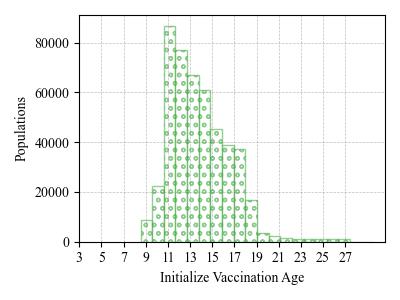 Populations
80000
60000
40000
20000
0
3 5 7 9 11 13 15 17 19 21 23 25 27
Initialize Vaccination Age